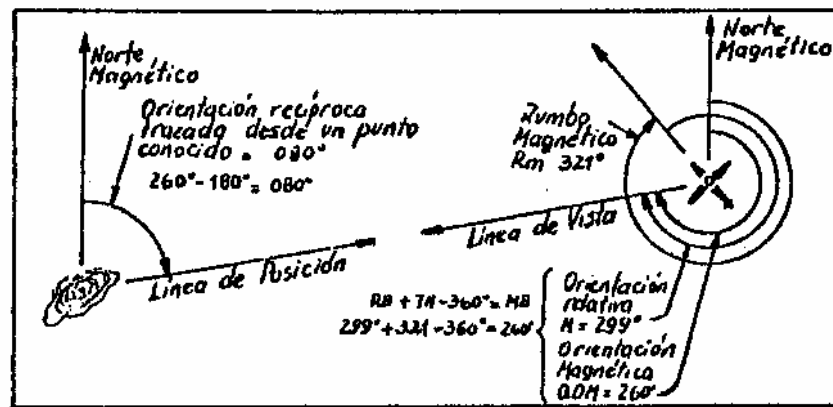 Norte
Magnético
Orientación recíproca
trazada desde un punto
conocido = 080°
260°-180°= 080°
Línea de Posición
Norte
Magnético
Rumbo
Magnético
Rm 321°
Línea de Vista
RB + TH - 360° = MB
299° + 321 - 360° = 260°
Orientación
relativa
M = 299°
Orientación
Magnética
QDM = 260°